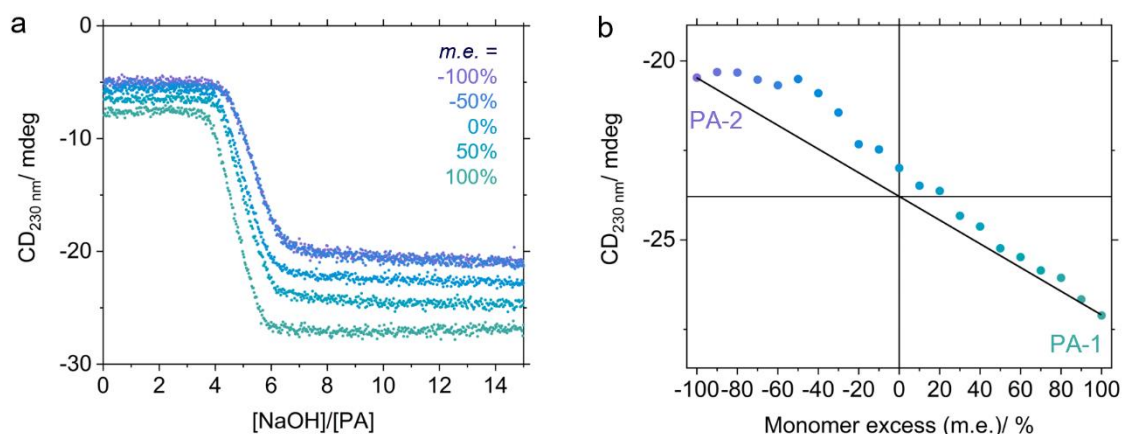 a
m.e. =
-100%
-50%
0%
50%
100%
0
-10
-20
-30
CD230 nm/ mdeg
0 2 4 6 8 10 12 14
[NaOH]/[PA]
b
-20
-25
CD230 nm/ mdeg
PA-2
PA-1
-100 -80 -60 -40 -20 0 20 40 60 80 100
Monomer excess (m.e.)/ %